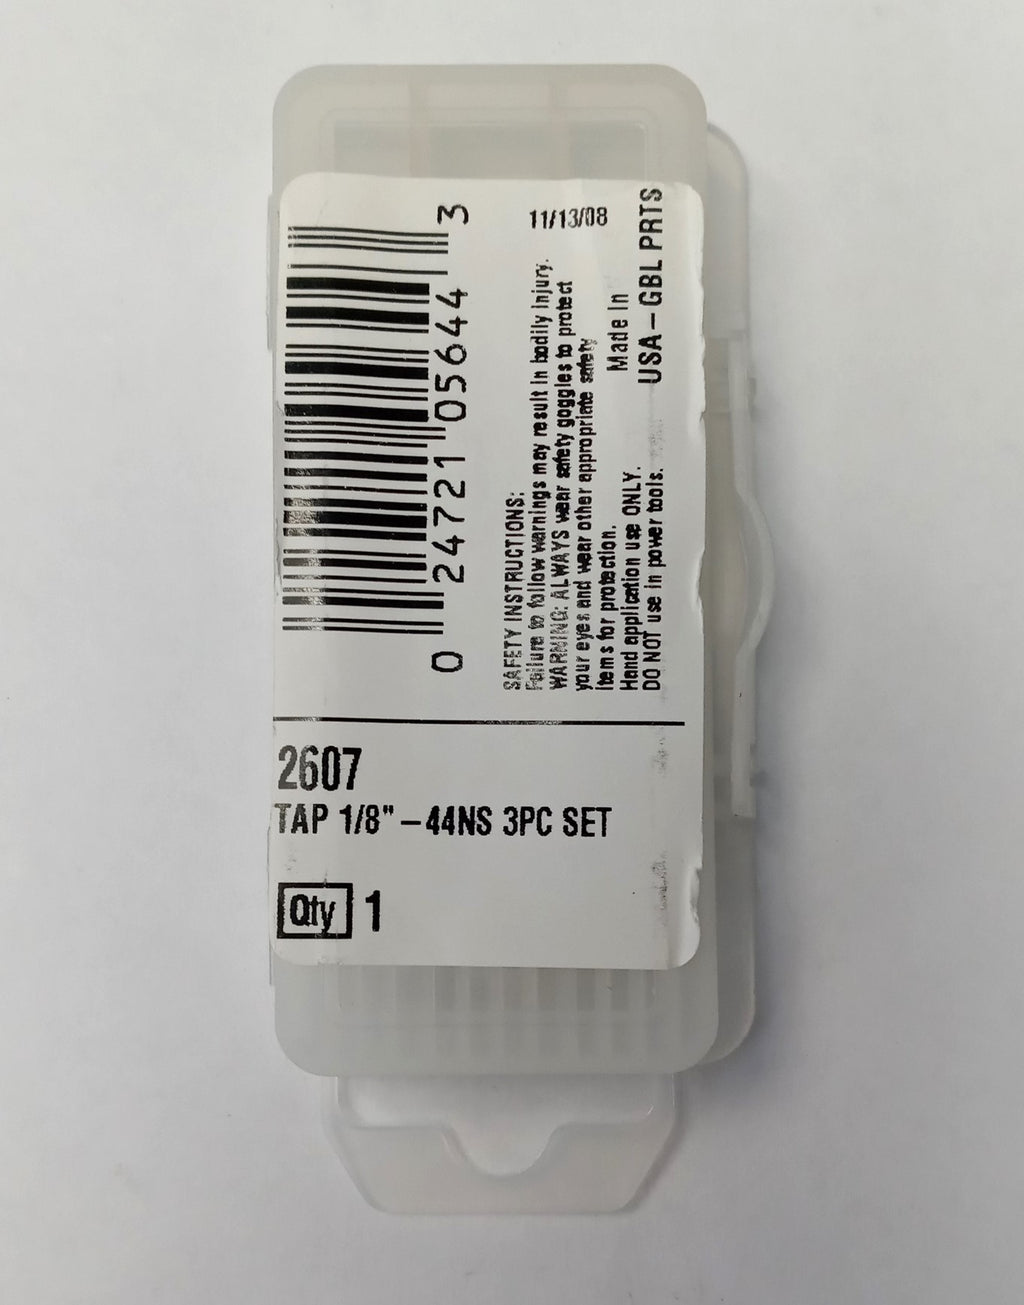 0 24721 05644 3
11/13/08
SAFETY INSTRUCTIONS:
Failure to follow warnings may result in bodily injury.
WARNING: ALWAYS wear safety goggles to protect
your eyes and wear other appropriate safety
items for protection.
Hand application use ONLY.
DO NOT use in power tools.
Made In
USA – GBL PRTS
2607
TAP 1/8" – 44NS 3PC SET
Qty 1